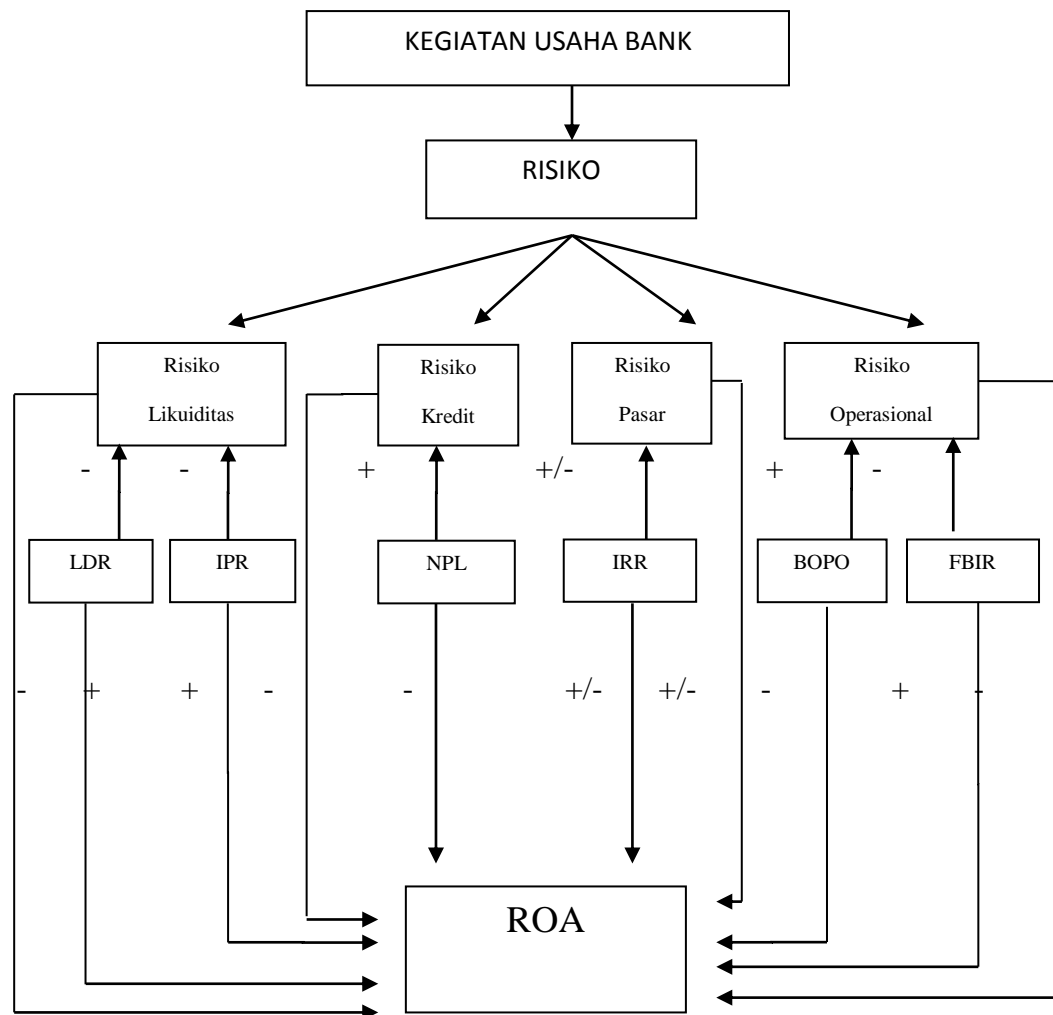 KEGIATAN USAHA BANK
RISIKO
Risiko
Likuiditas
Risiko
Kredit
Risiko
Pasar
Risiko
Operasional
- - + +/- + -
LDR IPR NPL IRR BOPO FBIR
- + + - - +/- +/- - + -
ROA